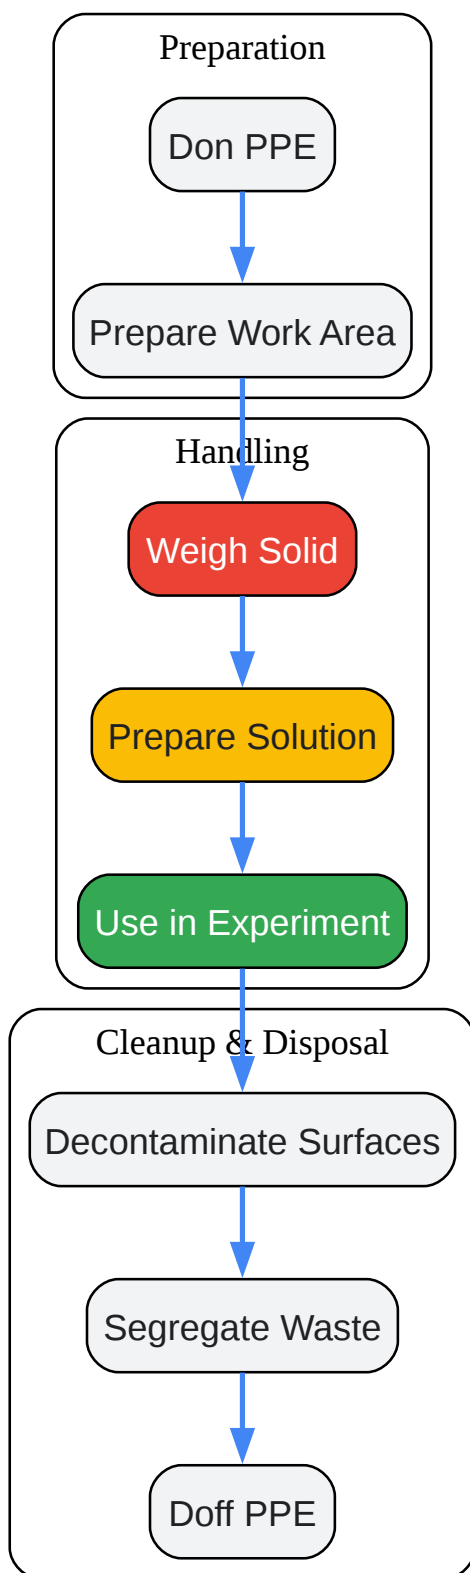 Preparation
Don PPE
Prepare Work Area
Handling
Weigh Solid
Prepare Solution
Use in Experiment
Cleanup & Disposal
Decontaminate Surfaces
Segregate Waste
Doff PPE